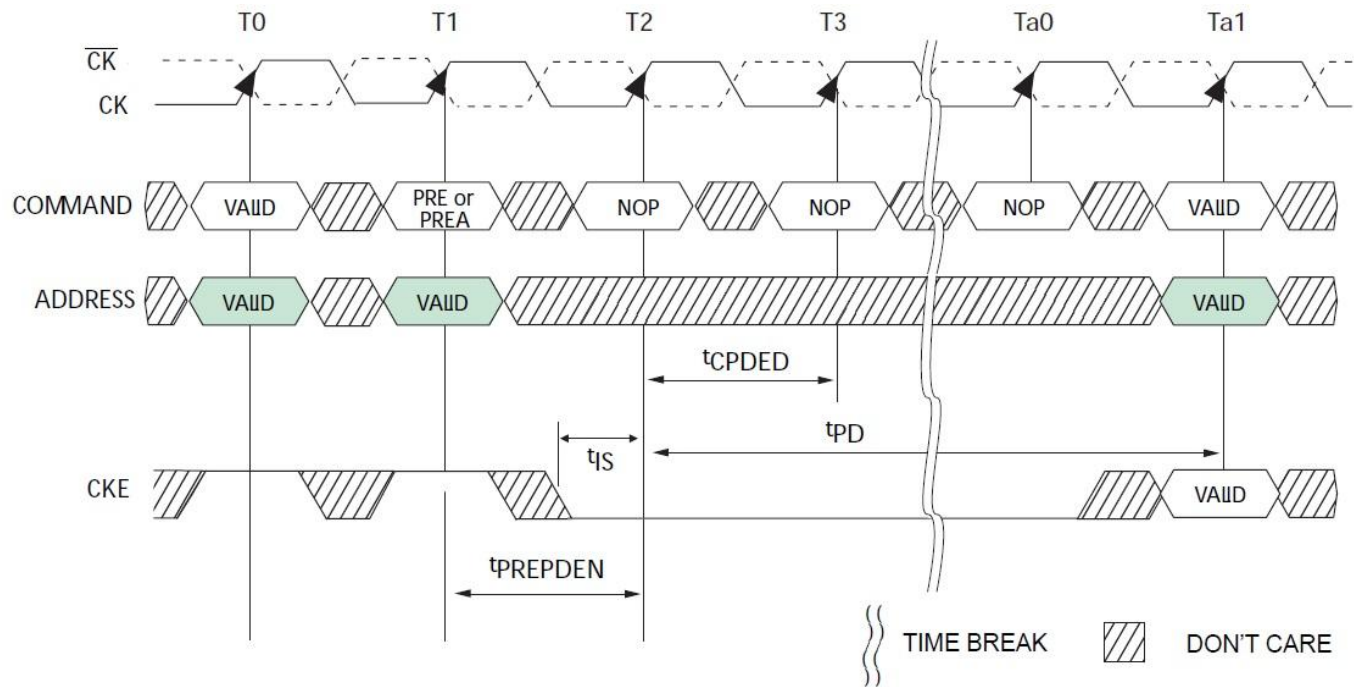 T0 T1 T2 T3 Ta0 Ta1
CK
CK
COMMAND VALID PRE or PREA NOP NOP NOP VALID
ADDRESS VALID VALID VALID
tCPDED
tPD
tIS
CKE VALID
tPREPDEN
TIME BREAK DON'T CARE